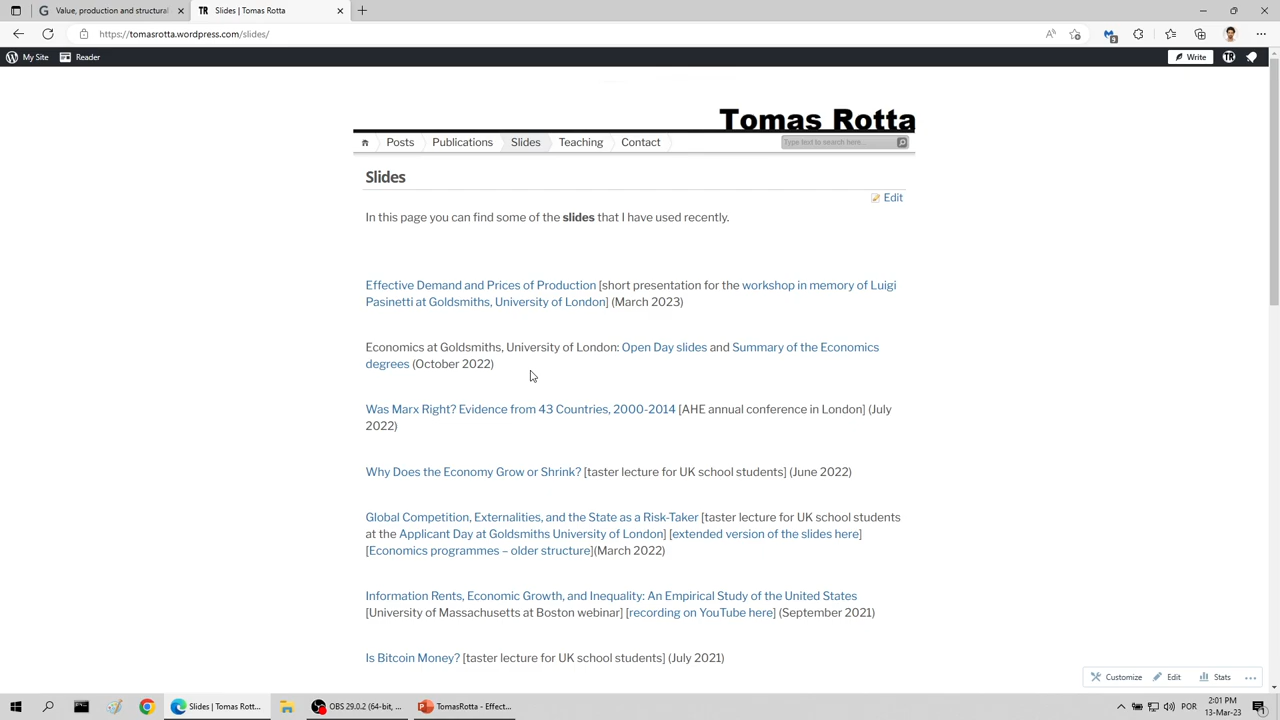 Value, production and structural
Slides | Tomas Rotta
https://tomasrotta.wordpress.com/slides/
My Site
Reader
Write
Tomas Rotta
Posts
Publications
Slides
Teaching
Contact
Type text to search here...
Slides
Edit
In this page you can find some of the slides that I have used recently.
Effective Demand and Prices of Production [short presentation for the workshop in memory of Luigi
Pasinetti at Goldsmiths, University of London] (March 2023)
Economics at Goldsmiths, University of London: Open Day slides and Summary of the Economics
degrees (October 2022)
Was Marx Right? Evidence from 43 Countries, 2000-2014 [AHE annual conference in London] (July
2022)
Why Does the Economy Grow or Shrink? [taster lecture for UK school students] (June 2022)
Global Competition, Externalities, and the State as a Risk-Taker [taster lecture for UK school students
at the Applicant Day at Goldsmiths University of London] [extended version of the slides here]
[Economics programmes – older structure](March 2022)
Information Rents, Economic Growth, and Inequality: An Empirical Study of the United States
[University of Massachusetts at Boston webinar] [recording on YouTube here] (September 2021)
Is Bitcoin Money? [taster lecture for UK school students] (July 2021)
Customize
Edit
Stats
Slides | Tomas Rott...
OBS 29.0.2 (64-bit, ...
TomasRotta - Effect...
POR
2:01 PM
13-Mar-23